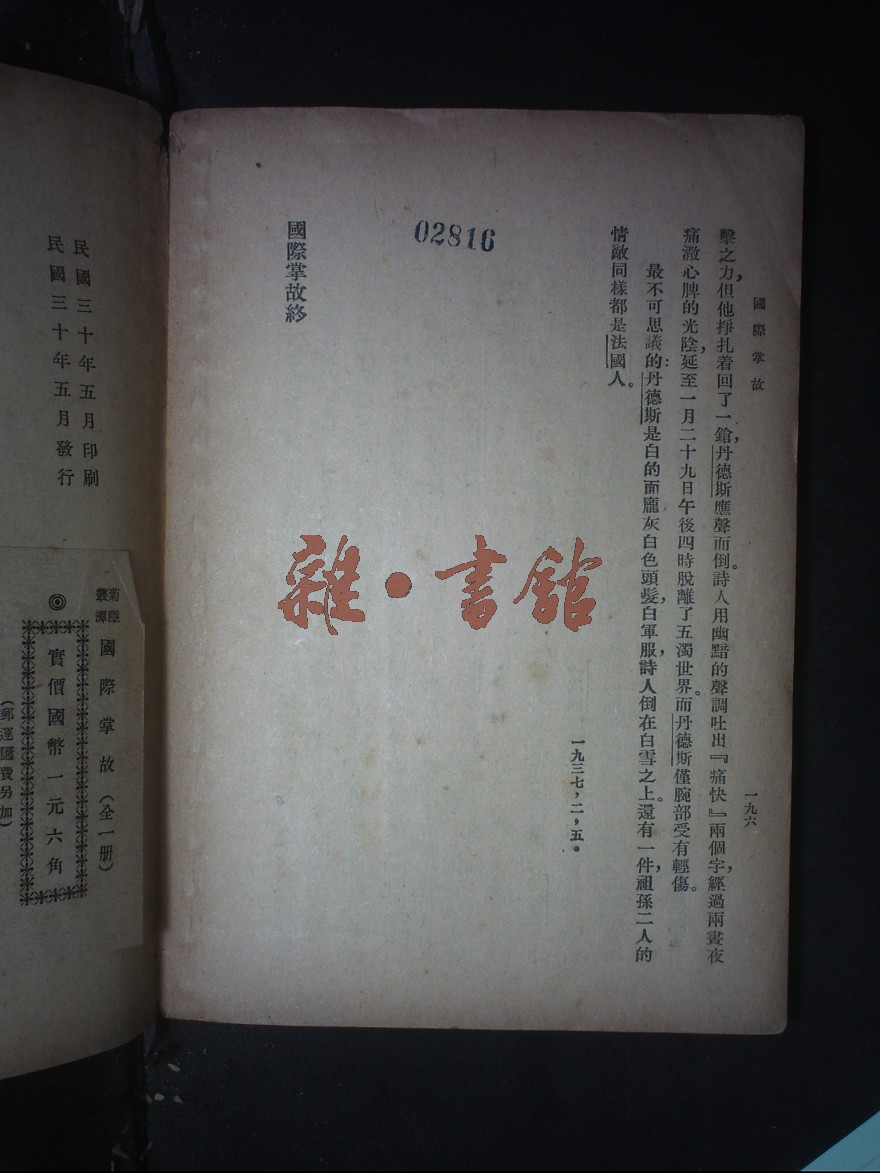 國際掌故
一九六
擊之力，但他掙扎着回了一鎗，丹德斯應聲而倒。詩人用幽黯的聲調吐出『痛快』兩個字，經過兩晝夜
痛澈心脾的光陰，延至一月二十九日午後四時脫離了五濁世界。而丹德斯僅腕部受有輕傷。
最不可思議的：丹德斯是白的面龐，灰白色頭髮，白軍服，詩人倒在白雪之上。還有一件，祖孫二人的
情敵同樣都是法國人。
一九三七，二，五。
02816
國際掌故終
雜·書舘
民國三十年五月印刷
民國三十年五月發行
菊隱叢譚
國際掌故（全一册）
◎實價國幣一元六角
（郵運匯費另加）